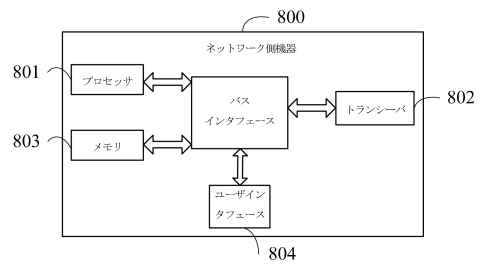 800
ネットワーク側機器
801
プロセッサ
バス
インタフェース
トランシーバ
802
803
メモリ
ユーザイン
タフェース
804